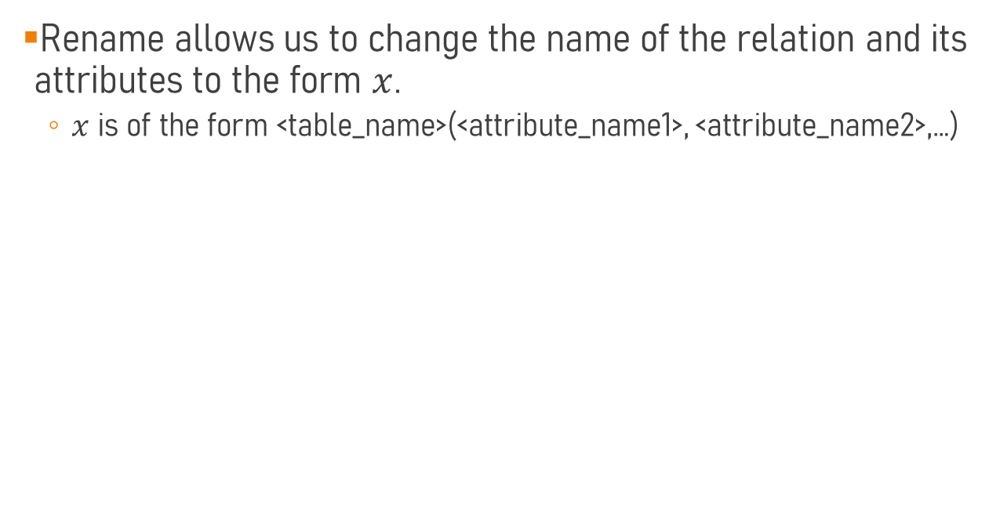 ▪Rename allows us to change the name of the relation and its
attributes to the form 𝑥.
◦ 𝑥 is of the form <table_name>(<attribute_name1>, <attribute_name2>,…)